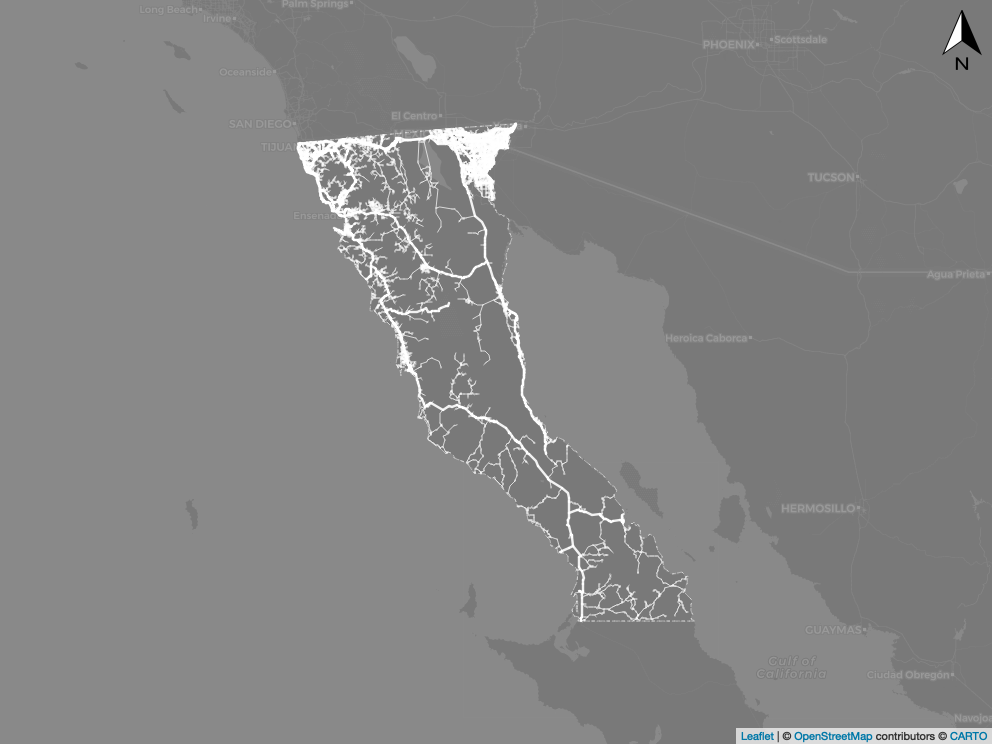 Long Beach
Palm Springs
Irvine
PHOENIX
Scottsdale
N
Oceanside
El Centro
SAN DIEGO
TIJUA
TUCSON
Ensenad
Agua Prieta
Heroica Caborca
HERMOSILLO
GUAYMAS
Gulf of
California
Ciudad Obregón
Navojoa
Leaflet | © OpenStreetMap contributors © CARTO